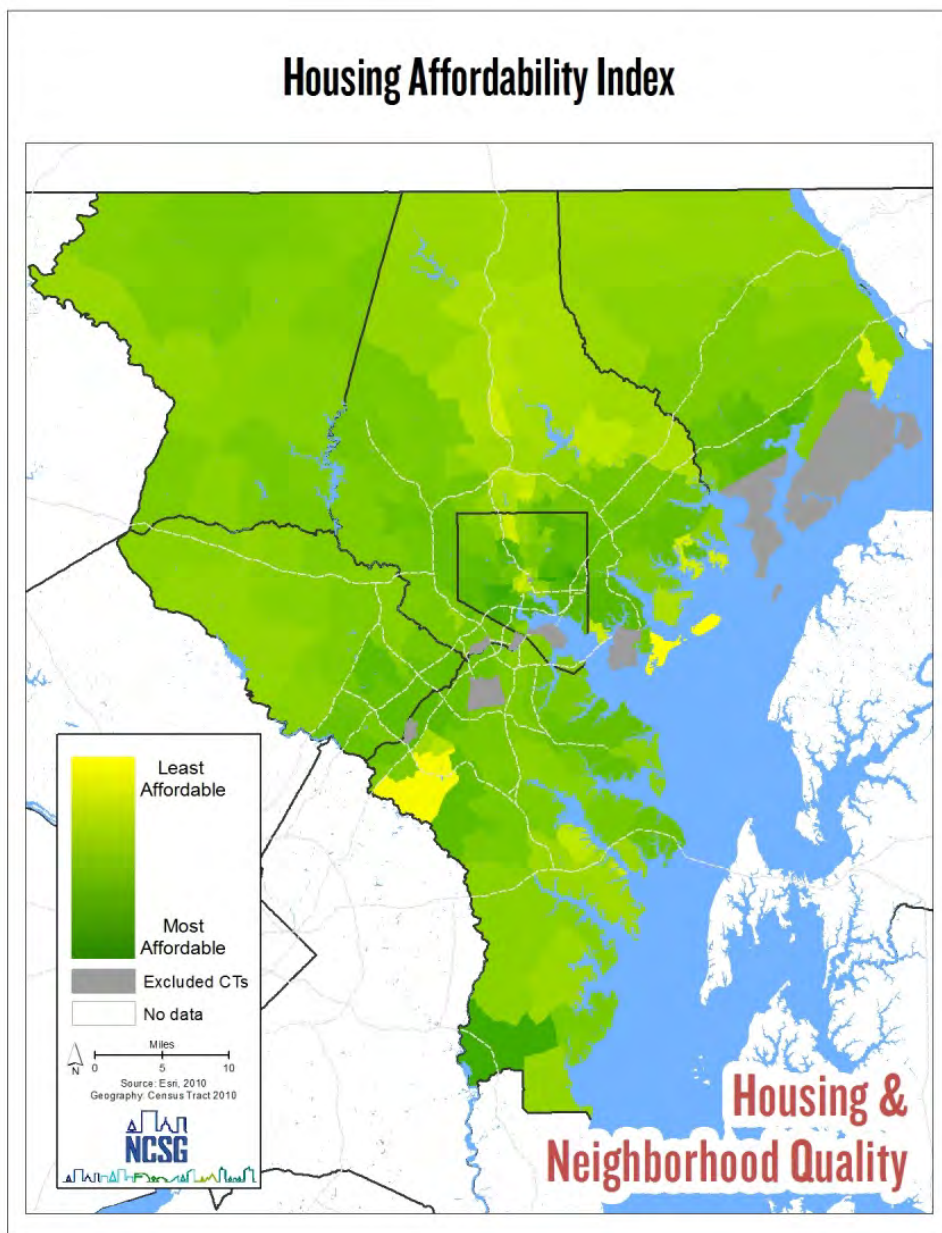 Housing Affordability Index
Least
Affordable
Most
Affordable
Excluded CTs
No data
Miles
N
0 5 10
Source: Esri, 2010
Geography: Census Tract 2010
NCSG
Housing &
Neighborhood Quality